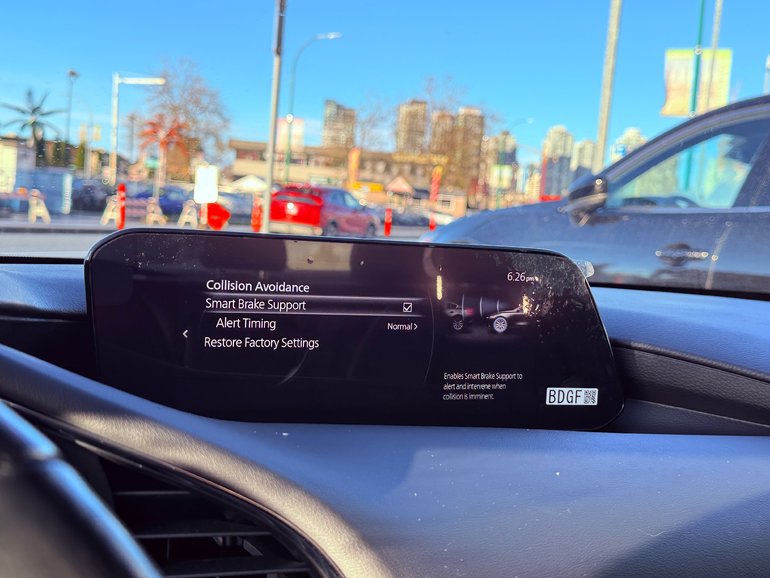 Collision Avoidance
6:26pm
Smart Brake Support
Alert Timing
Normal
Restore Factory Settings
Enables Smart Brake Support to
alert and intervene when
collision is imminent.
BDGF